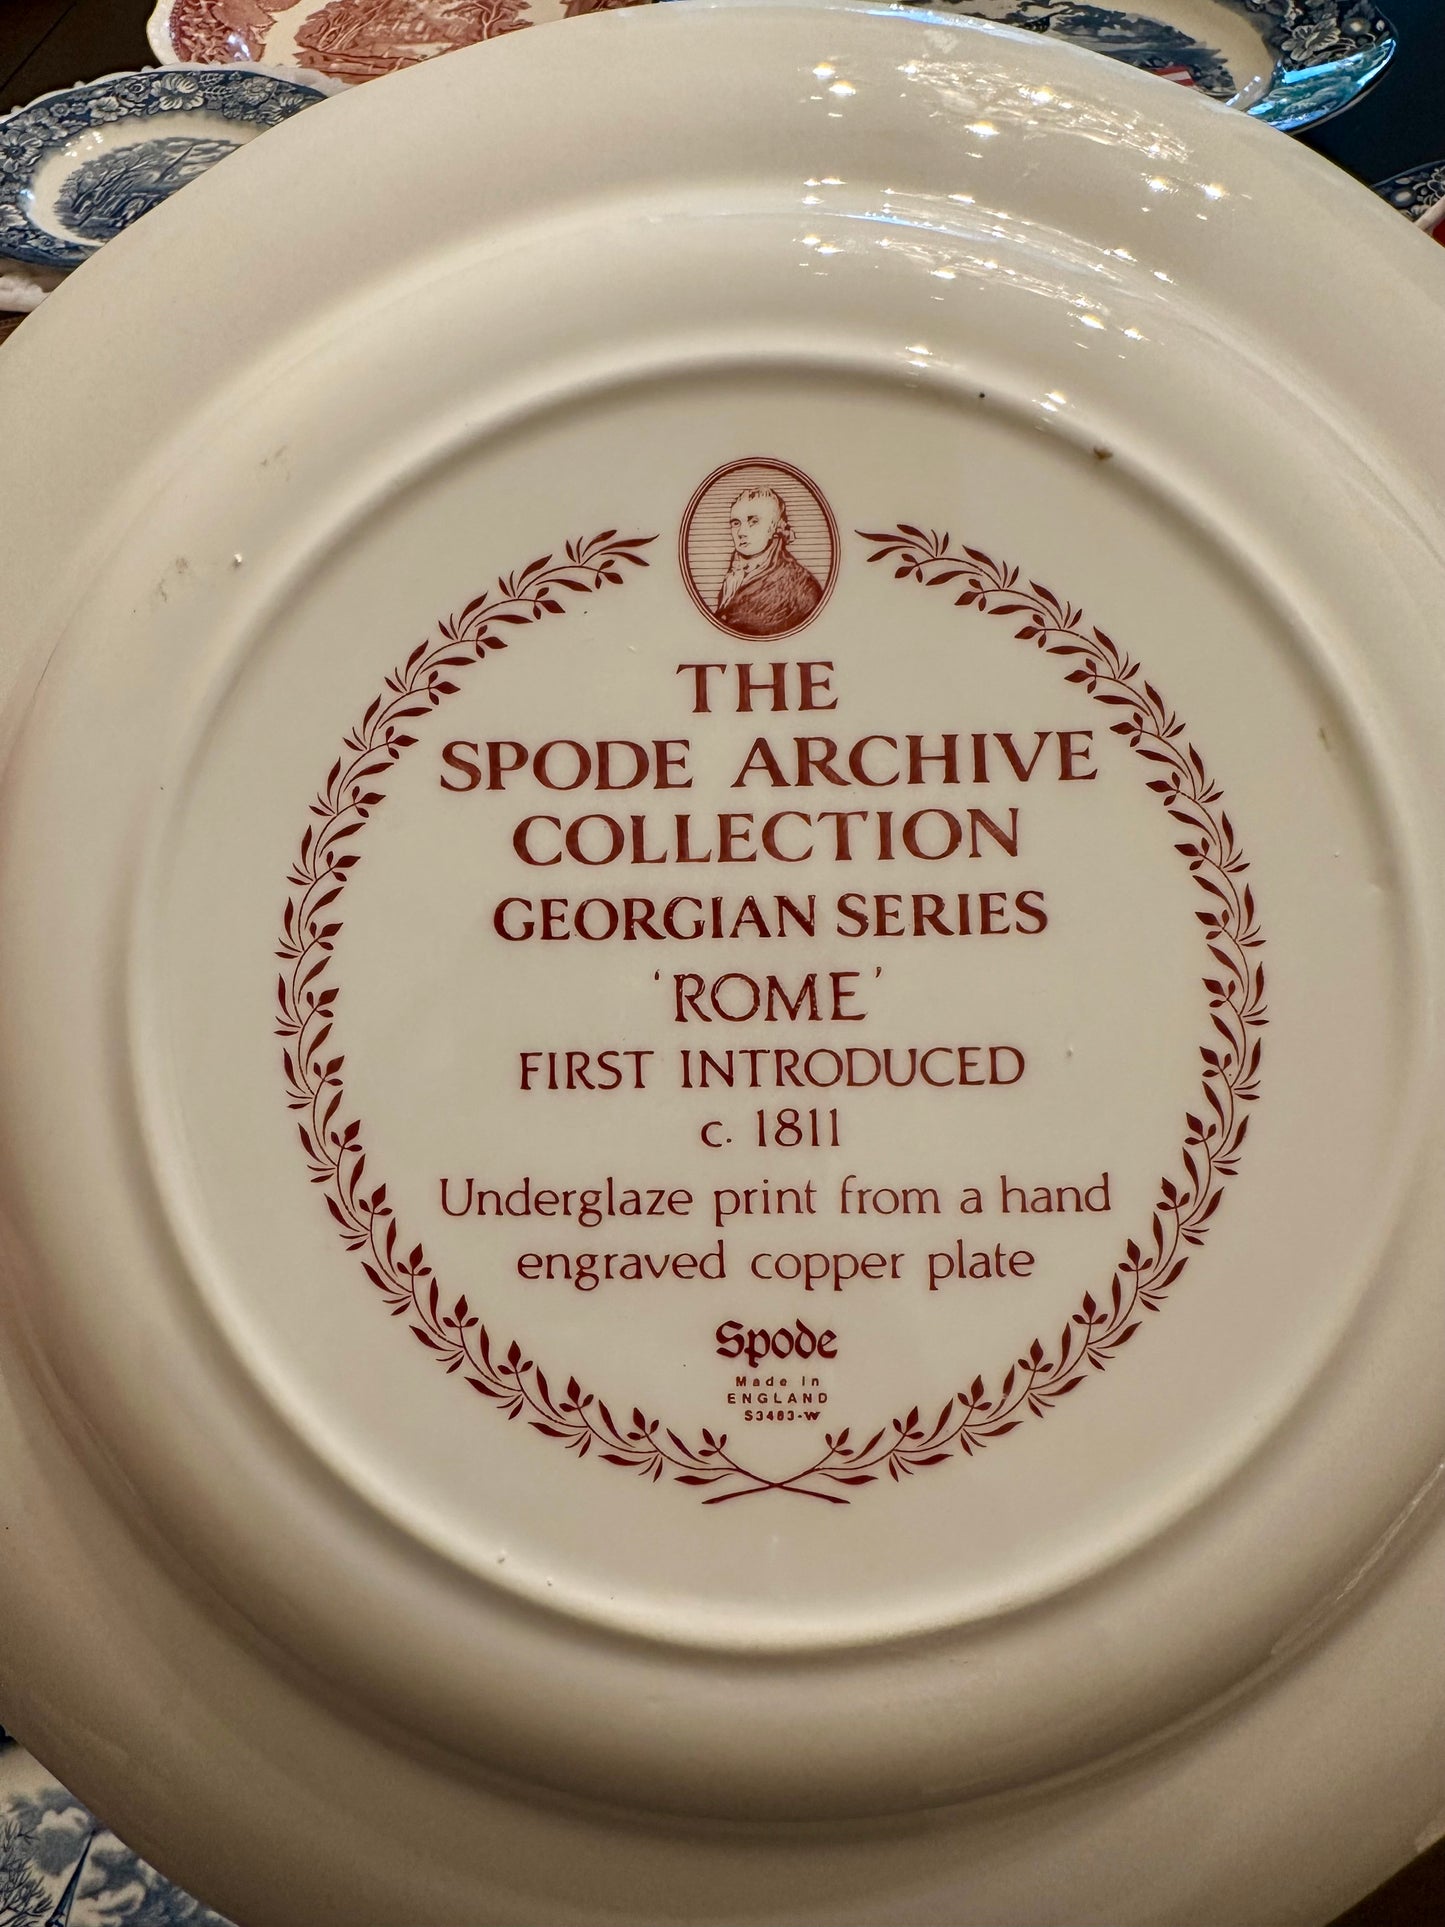 THE
SPODE ARCHIVE
COLLECTION
GEORGIAN SERIES
'ROME'
FIRST INTRODUCED
c. 1811
Underglaze print from a hand
engraved copper plate
Spode
Made in
ENGLAND
S3463-W